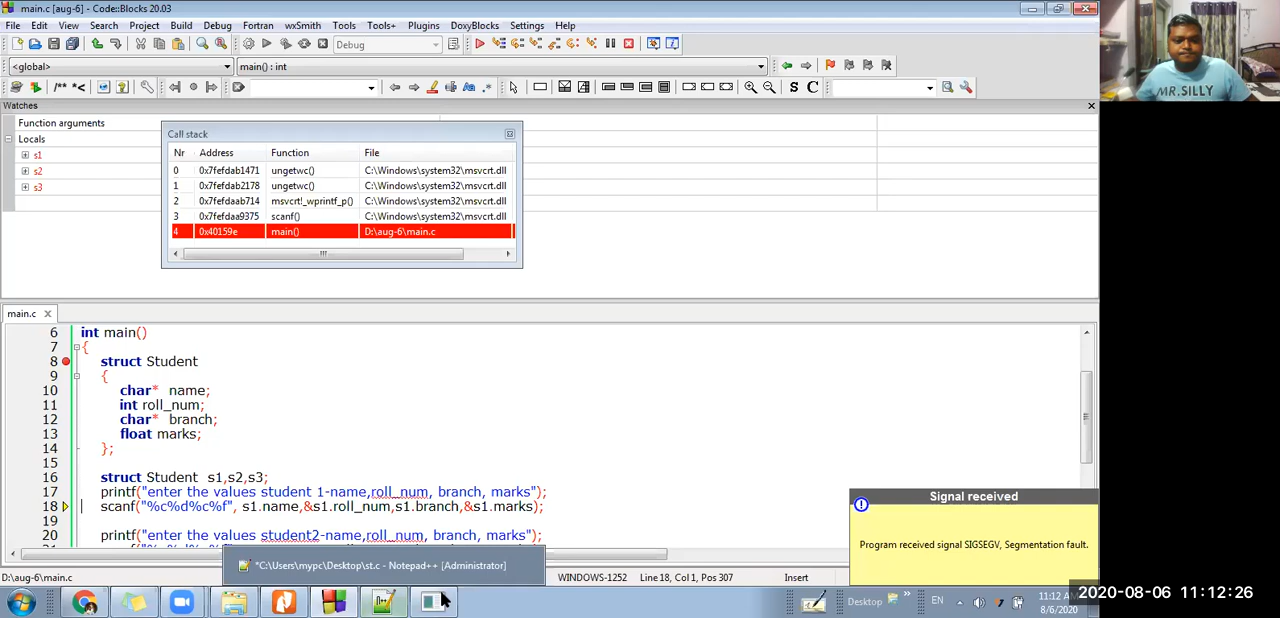 main.c [aug-6] - Code::Blocks 20.03
File Edit View Search Project Build Debug Fortran wxSmith Tools Tools+ Plugins DoxyBlocks Settings Help
Debug
<global> main() : int
/** *< Aa .* S C
Watches
Function arguments
Locals
s1
s2
s3
Call stack
Nr Address Function File
0 0x7fefdab1471 ungetwc() C:\Windows\system32\msvcrt.dll
1 0x7fefdab2178 ungetwc() C:\Windows\system32\msvcrt.dll
2 0x7fefdaab714 msvcrt!_wprintf_p() C:\Windows\system32\msvcrt.dll
3 0x7fefdaa9375 scanf() C:\Windows\system32\msvcrt.dll
4 0x40159e main() D:\aug-6\main.c
main.c
6 int main()
7 {
8 struct Student
9 {
10 char* name;
11 int roll_num;
12 char* branch;
13 float marks;
14 };
15
16 struct Student s1,s2,s3;
17 printf("enter the values student 1-name,roll_num, branch, marks");
18 scanf("%c%d%c%f", s1.name,&s1.roll_num,s1.branch,&s1.marks);
20 printf("enter the values student2-name,roll_num, branch, marks");
Signal received
Program received signal SIGSEGV, Segmentation fault.
*C:\Users\mypc\Desktop\st.c - Notepad++ [Administrator]
D:\aug-6\main.c WINDOWS-1252 Line 18, Col 1, Pos 307 Insert
Desktop » EN 11:12 AM
8/6/2020
2020-08-06 11:12:26
MR.SILLY